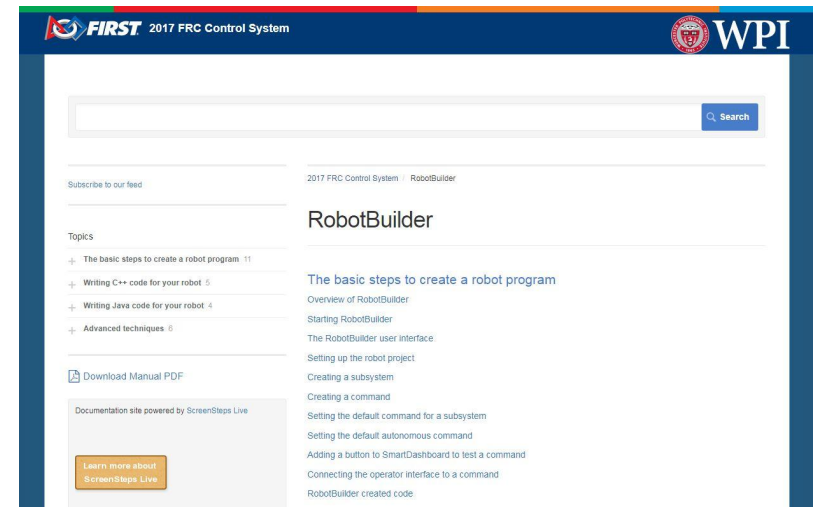 FIRST. 2017 FRC Control System
WPI
Search
Subscribe to our feed
Topics
The basic steps to create a robot program 11
Writing C++ code for your robot 5
Writing Java code for your robot 4
Advanced techniques 6
Download Manual PDF
Documentation site powered by ScreenSteps Live
Learn more about
ScreenSteps Live
2017 FRC Control System / RobotBuilder
RobotBuilder
The basic steps to create a robot program
Overview of RobotBuilder
Starting RobotBuilder
The RobotBuilder user interface
Setting up the robot project
Creating a subsystem
Creating a command
Setting the default command for a subsystem
Setting the default autonomous command
Adding a button to SmartDashboard to test a command
Connecting the operator interface to a command
RobotBuilder created code